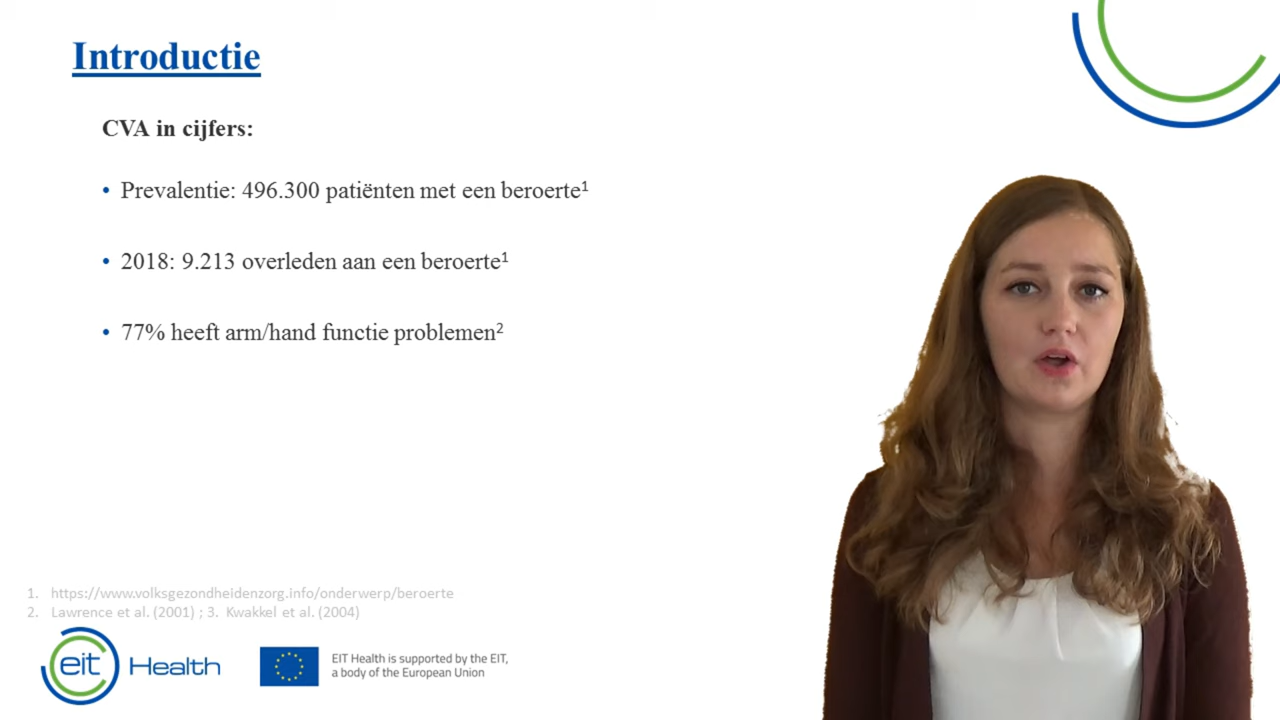 Introductie
CVA in cijfers:
• Prevalentie: 496.300 patiënten met een beroerte¹
• 2018: 9.213 overleden aan een beroerte¹
• 77% heeft arm/hand functie problemen²
1. https://www.volksgezondheidenzorg.info/onderwerp/beroerte
2. Lawrence et al. (2001) ; 3. Kwakkel et al. (2004)
eit Health
EIT Health is supported by the EIT,
a body of the European Union